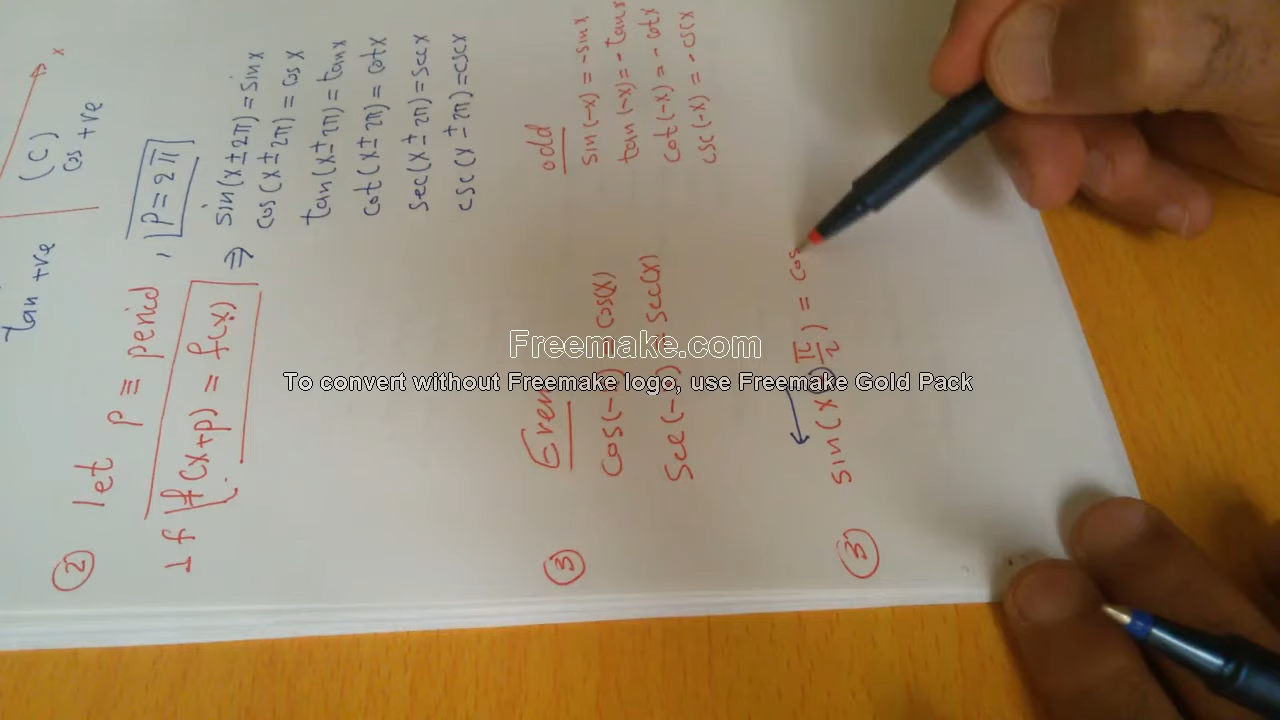 x
(C)
cos +ve
tan +ve
② let P ≡ period , P = 2π
If f(x+p) = f(x) ⇒
sin(x ± 2π) = sin x
cos(x ± 2π) = cos x
tan(x ± 2π) = tan x
cot(x ± 2π) = cot x
sec(x ± 2π) = sec x
csc(x ± 2π) = csc x
③ Even
cos(-x) = cos(x)
sec(-x) = sec(x)
odd
sin(-x) = -sin x
tan(-x) = -tan x
cot(-x) = -cot x
csc(-x) = -csc x
③ sin(x π/2) = cos
Freemake.com
To convert without Freemake logo, use Freemake Gold Pack